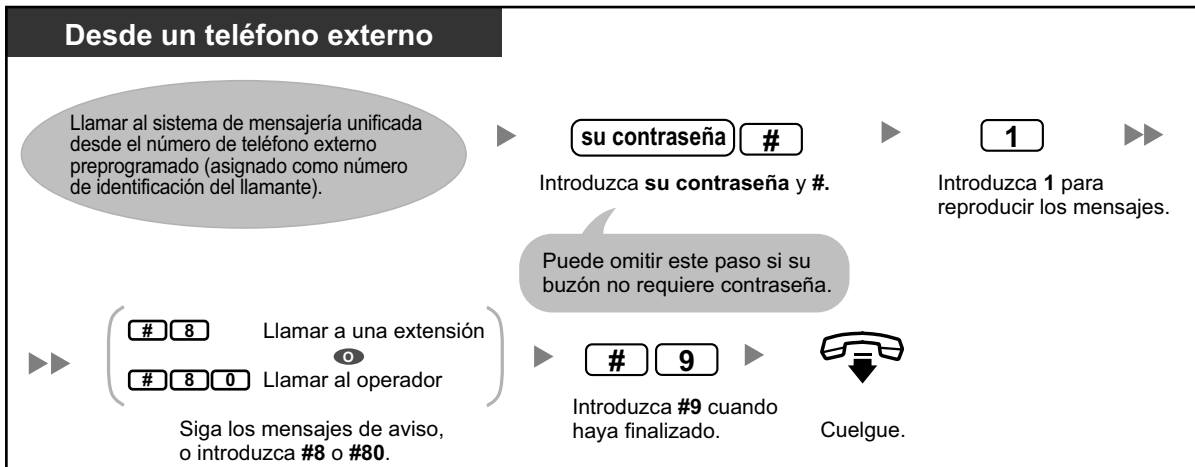 Desde un teléfono externo
Llamar al sistema de mensajería unificada
desde el número de teléfono externo
preprogramado (asignado como número
de identificación del llamante).
su contraseña #
Introduzca su contraseña y #.
Puede omitir este paso si su
buzón no requiere contraseña.
1
Introduzca 1 para
reproducir los mensajes.
# 8 Llamar a una extensión
O
# 8 0 Llamar al operador
Siga los mensajes de aviso,
o introduzca #8 o #80.
# 9
Introduzca #9 cuando
haya finalizado.
Cuelgue.